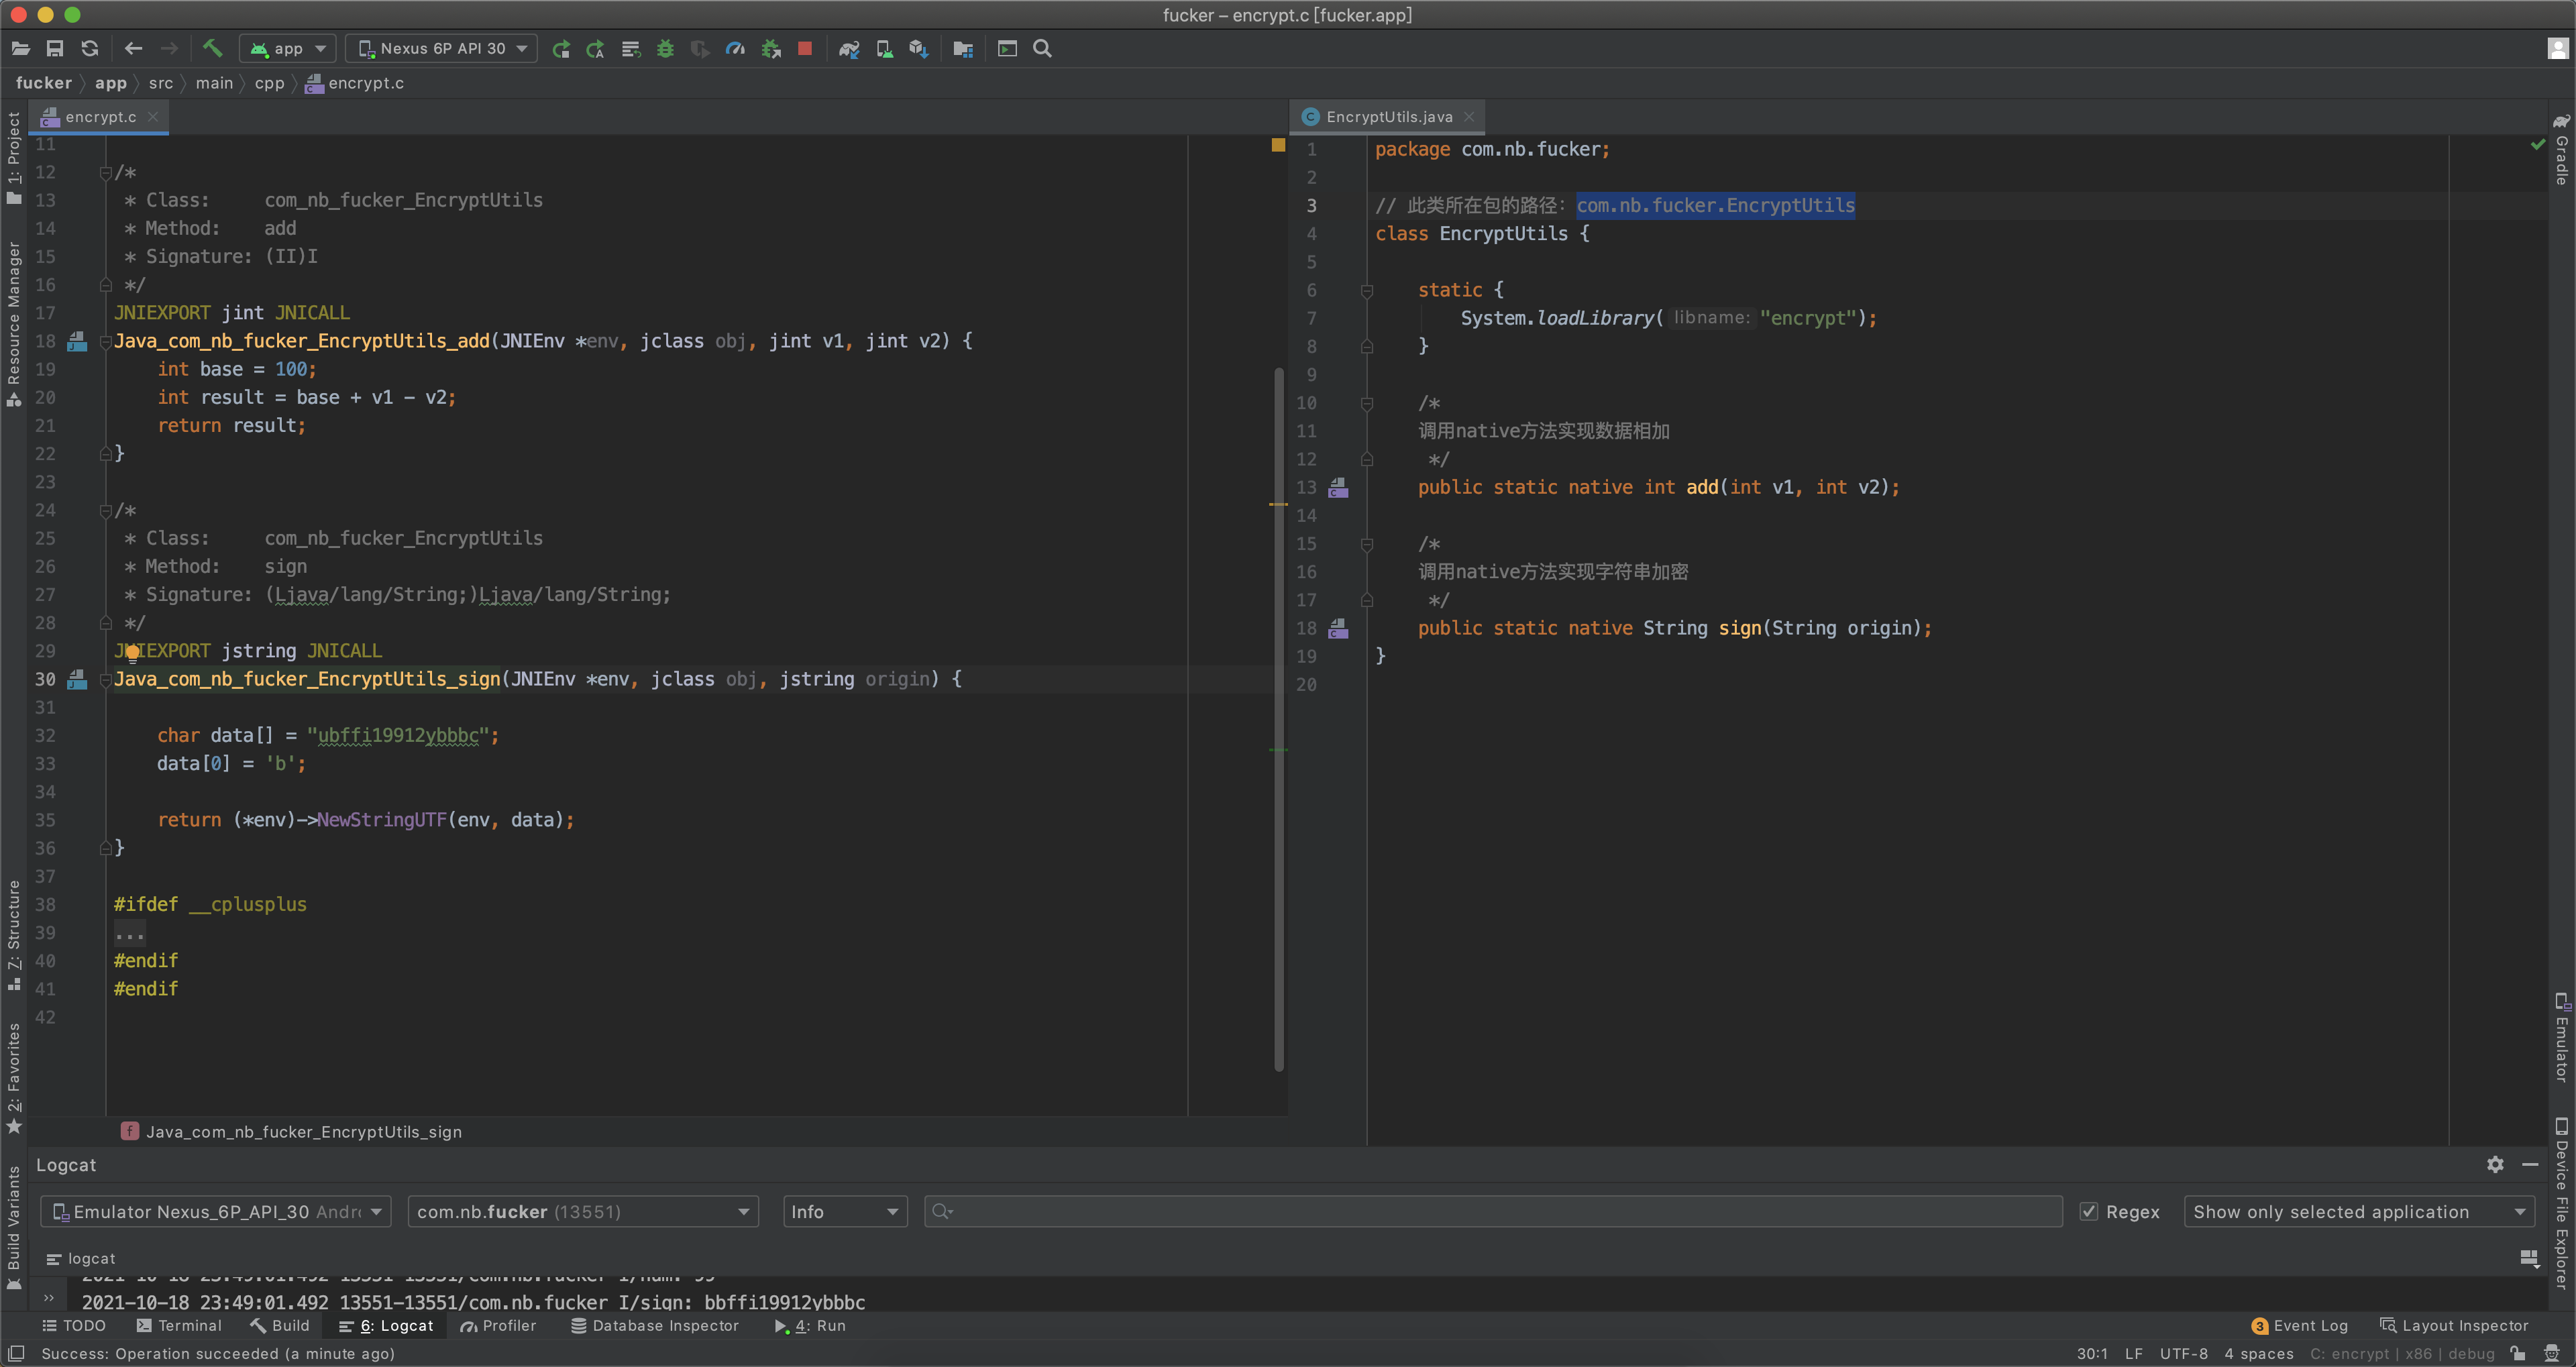 fucker – encrypt.c [fucker.app]
app
Nexus 6P API 30
fucker
app
src
main
cpp
encrypt.c
1: Project
Resource Manager
Z: Structure
2: Favorites
Build Variants
encrypt.c
11
12 /*
13 * Class: com_nb_fucker_EncryptUtils
14 * Method: add
15 * Signature: (II)I
16 */
17 JNIEXPORT jint JNICALL
18 Java_com_nb_fucker_EncryptUtils_add(JNIEnv *env, jclass obj, jint v1, jint v2) {
19 int base = 100;
20 int result = base + v1 - v2;
21 return result;
22 }
23
24 /*
25 * Class: com_nb_fucker_EncryptUtils
26 * Method: sign
27 * Signature: (Ljava/lang/String;)Ljava/lang/String;
28 */
29 JNIEXPORT jstring JNICALL
30 Java_com_nb_fucker_EncryptUtils_sign(JNIEnv *env, jclass obj, jstring origin) {
31
32 char data[] = "ubffi19912ybbbc";
33 data[0] = 'b';
34
35 return (*env)->NewStringUTF(env, data);
36 }
37
38 #ifdef __cplusplus
39 ...
40 #endif
41 #endif
42
Java_com_nb_fucker_EncryptUtils_sign
EncryptUtils.java
1 package com.nb.fucker;
2
3 // 此类所在包的路径：com.nb.fucker.EncryptUtils
4 class EncryptUtils {
5
6 static {
7 System.loadLibrary( libname: "encrypt");
8 }
9
10 /*
11 调用native方法实现数据相加
12 */
13 public static native int add(int v1, int v2);
14
15 /*
16 调用native方法实现字符串加密
17 */
18 public static native String sign(String origin);
19 }
20
Gradle
Emulator
Device File Explorer
Logcat
Emulator Nexus_6P_API_30 Andr
com.nb.fucker (13551)
Info
Regex
Show only selected application
logcat
2021-10-18 23:49:01.492 13551-13551/com.nb.fucker I/num: 99
2021-10-18 23:49:01.492 13551-13551/com.nb.fucker I/sign: bbffi19912ybbbc
TODO
Terminal
Build
6: Logcat
Profiler
Database Inspector
4: Run
3 Event Log
Layout Inspector
Success: Operation succeeded (a minute ago)
30:1 LF UTF-8 4 spaces C: encrypt | x86 | debug